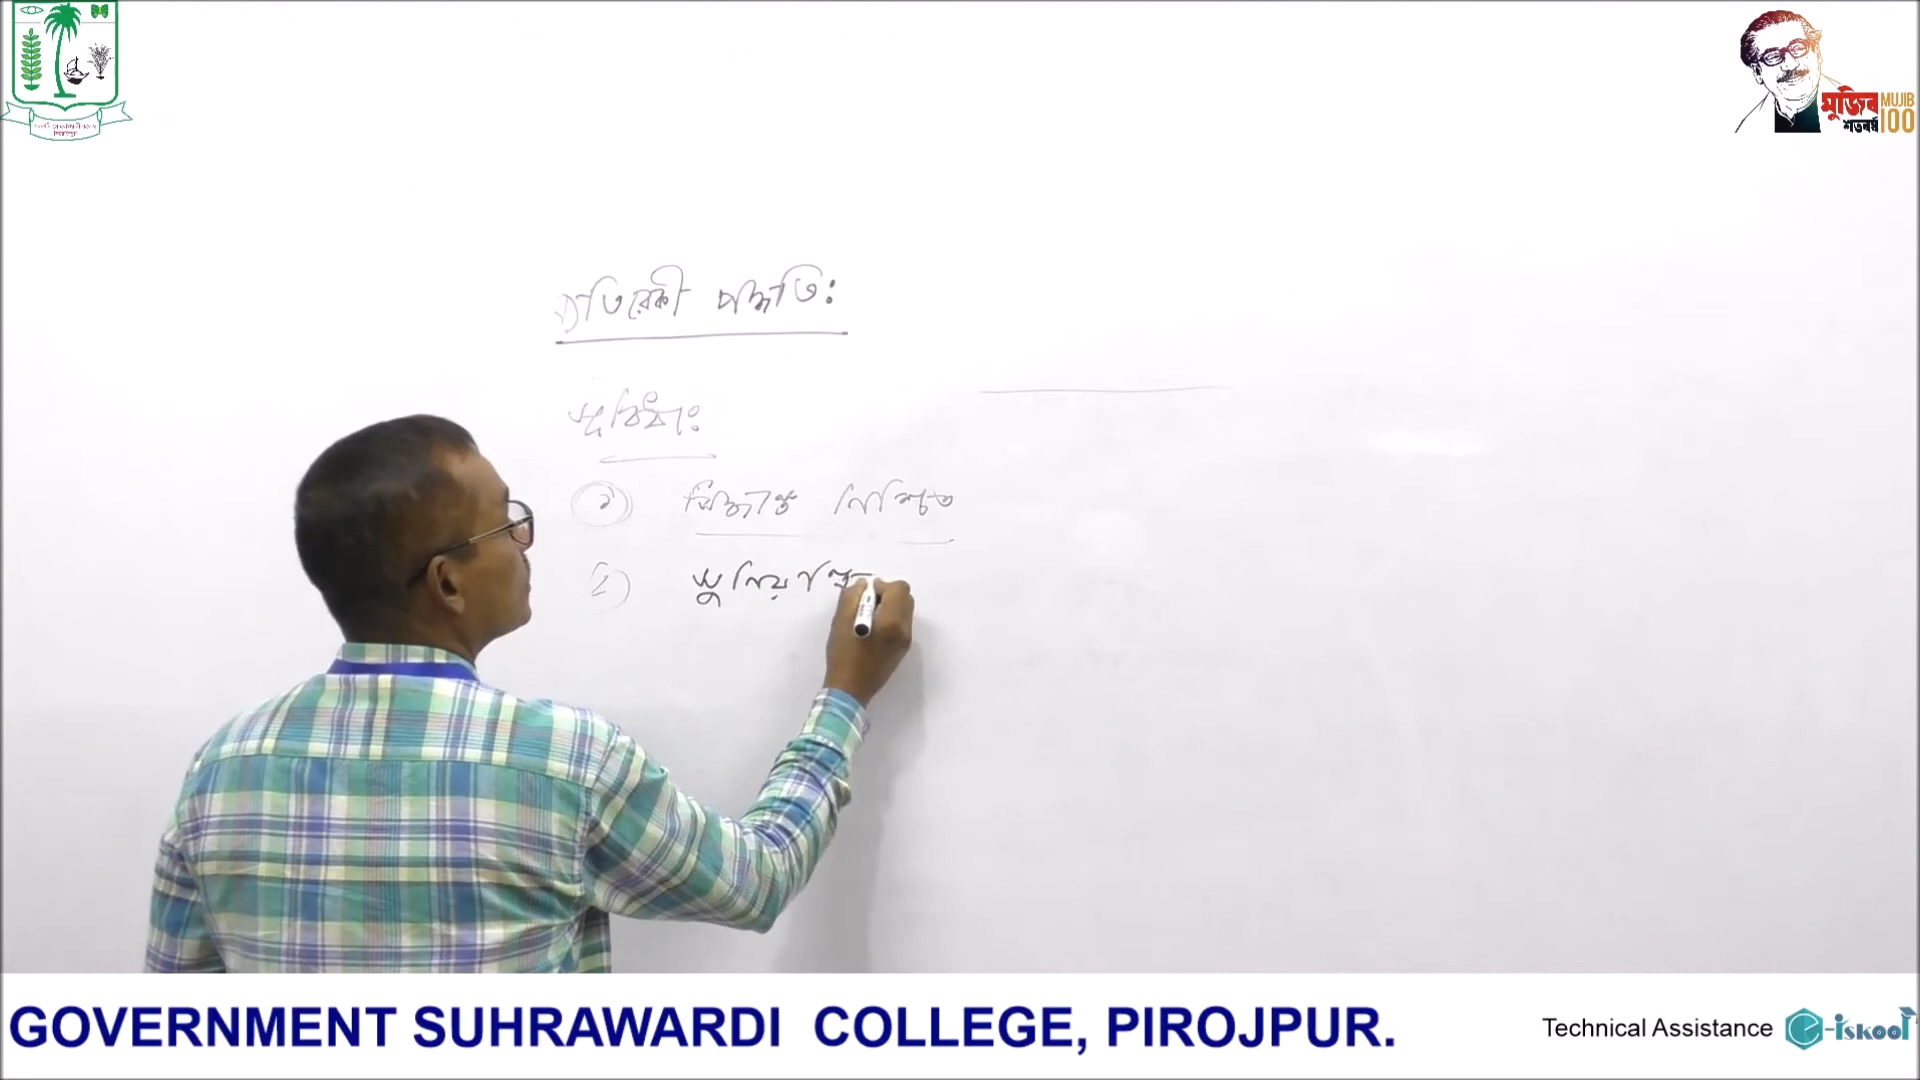 মুজিব MUJIB
শতবর্ষ 100
ব্যতিরেকী পদ্ধতি:
সুবিধা:
১) সিদ্ধান্ত নিশ্চিত
২) সুনিয়ন্ত্রি
GOVERNMENT SUHRAWARDI COLLEGE, PIROJPUR.
Technical Assistance e-iskool